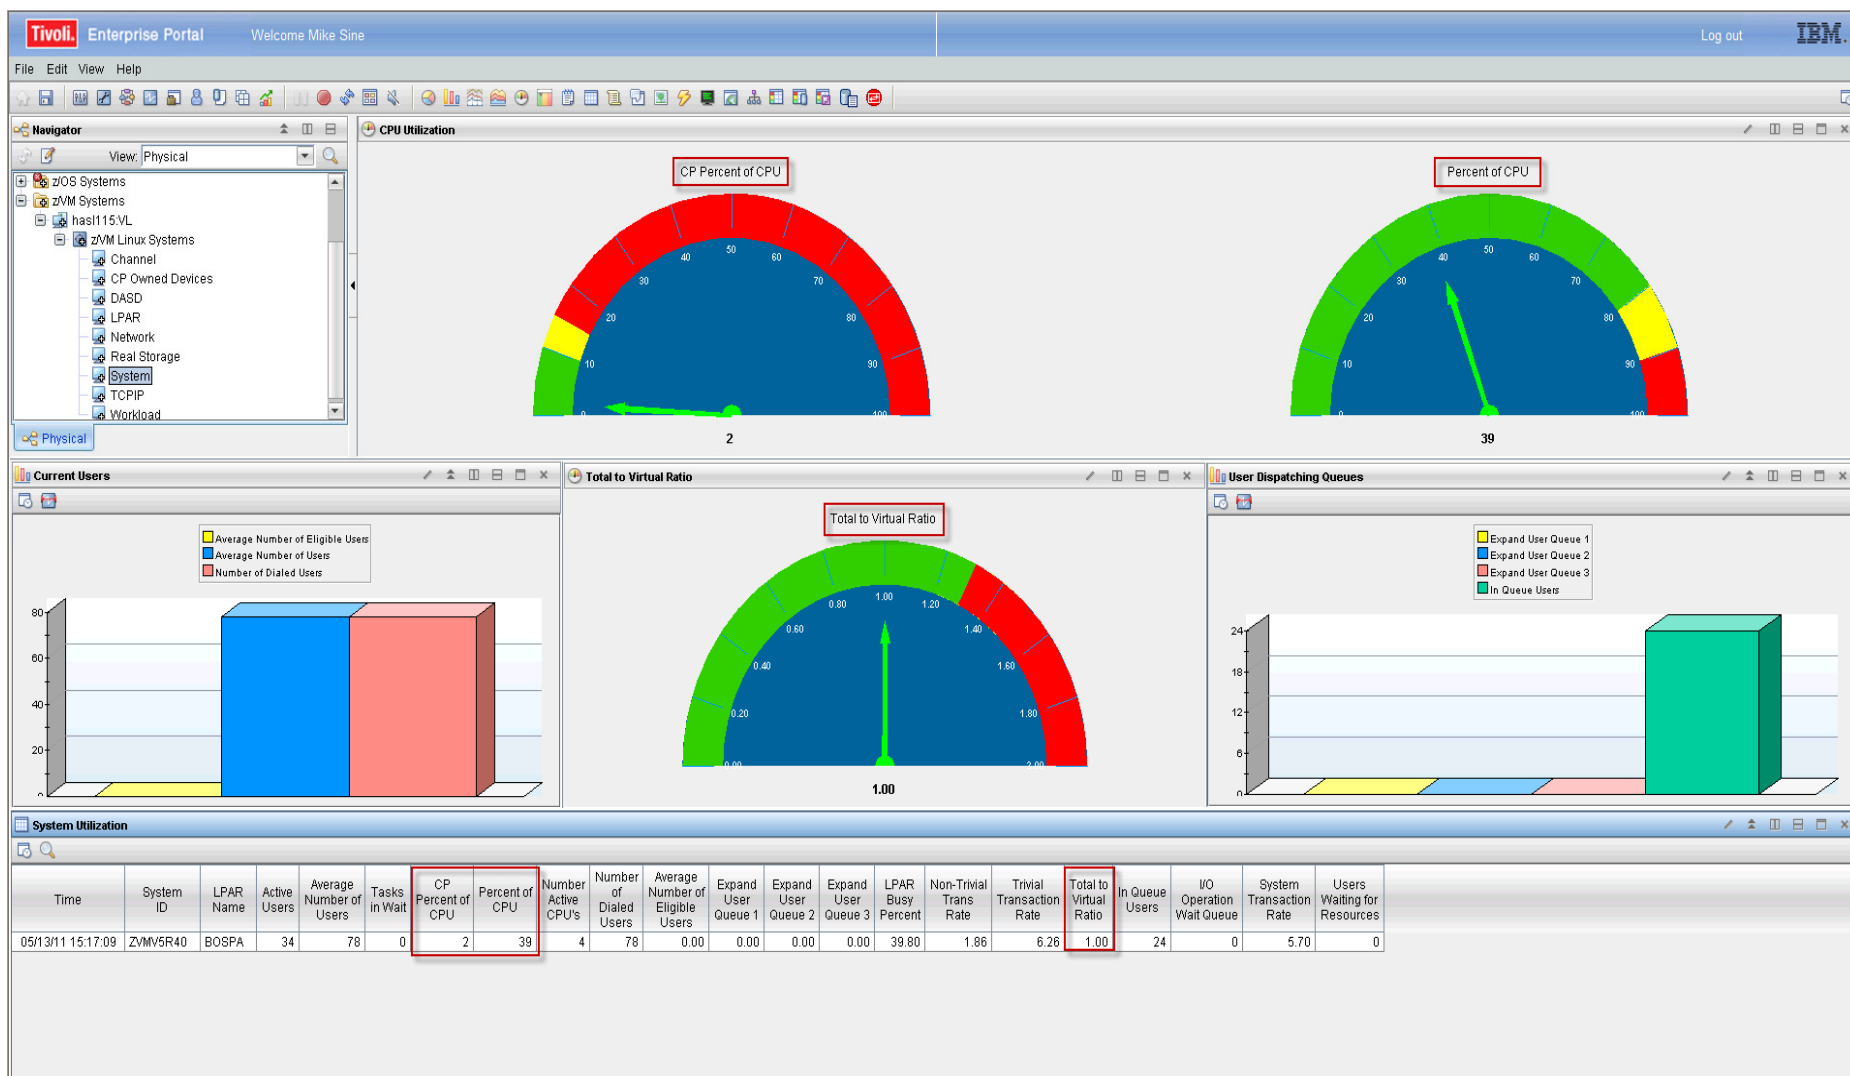 Tivoli. Enterprise Portal Welcome Mike Sine Log out IBM.
File Edit View Help
Navigator
View: Physical
z/OS Systems
z/VM Systems
hasl115:VL
z/VM Linux Systems
Channel
CP Owned Devices
DASD
LPAR
Network
Real Storage
System
TCPIP
Workload
Physical
CPU Utilization
CP Percent of CPU
0 10 20 30 40 50 60 70 80 90 100
2
Percent of CPU
0 10 20 30 40 50 60 70 80 90 100
39
Current Users
Average Number of Eligible Users
Average Number of Users
Number of Dialed Users
80
60
40
20
0
Total to Virtual Ratio
Total to Virtual Ratio
0.00 0.20 0.40 0.60 0.80 1.00 1.20 1.40 1.60 1.80 2.00
1.00
User Dispatching Queues
Expand User Queue 1
Expand User Queue 2
Expand User Queue 3
In Queue Users
24
18
12
6
0
System Utilization
Time System ID LPAR Name Active Users Average Number of Users Tasks in Wait CP Percent of CPU Percent of CPU Number Active CPU's Number of Dialed Users Average Number of Eligible Users Expand User Queue 1 Expand User Queue 2 Expand User Queue 3 LPAR Busy Percent Non-Trivial Trans Rate Trivial Transaction Rate Total to Virtual Ratio In Queue Users I/O Operation Wait Queue System Transaction Rate Users Waiting for Resources
05/13/11 15:17:09 ZVMV5R40 BOSPA 34 78 0 2 39 4 78 0.00 0.00 0.00 0.00 39.80 1.86 6.26 1.00 24 0 5.70 0